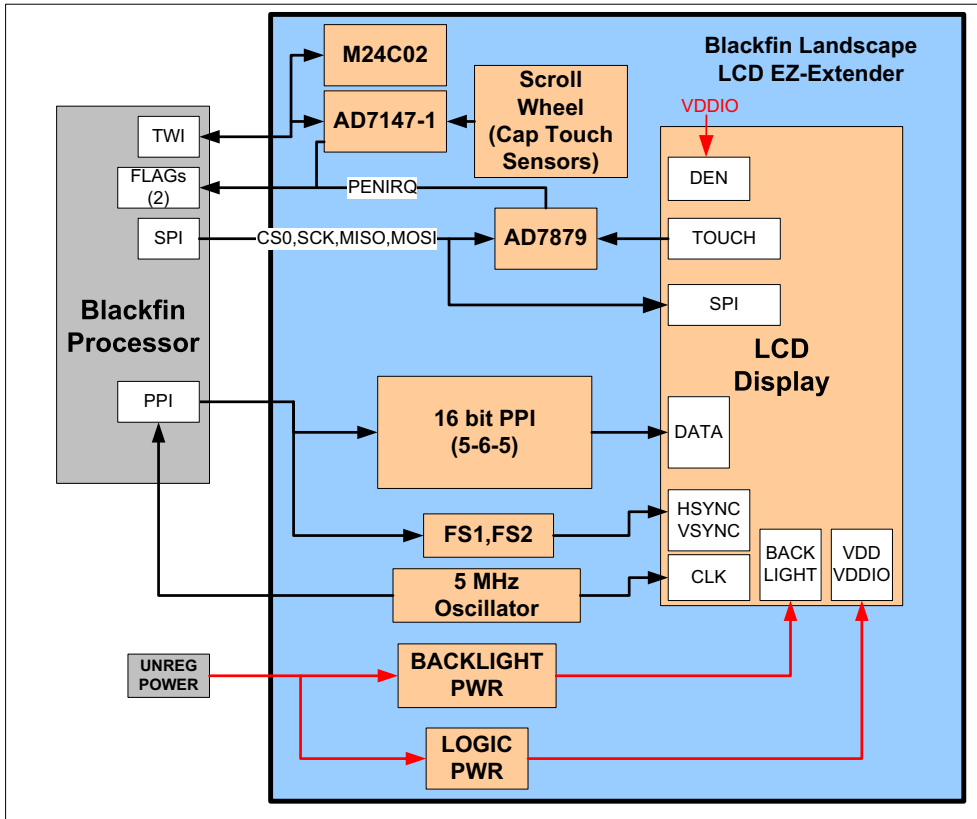 Blackfin Landscape
LCD EZ-Extender
M24C02
AD7147-1
Scroll
Wheel
(Cap Touch
Sensors)
VDDIO
TWI
FLAGs
(2)
SPI
Blackfin
Processor
PPI
PENIRQ
CS0,SCK,MISO,MOSI
AD7879
DEN
TOUCH
SPI
LCD
Display
16 bit PPI
(5-6-5)
DATA
FS1,FS2
HSYNC
VSYNC
5 MHz
Oscillator
CLK
BACK
LIGHT
VDD
VDDIO
UNREG
POWER
BACKLIGHT
PWR
LOGIC
PWR